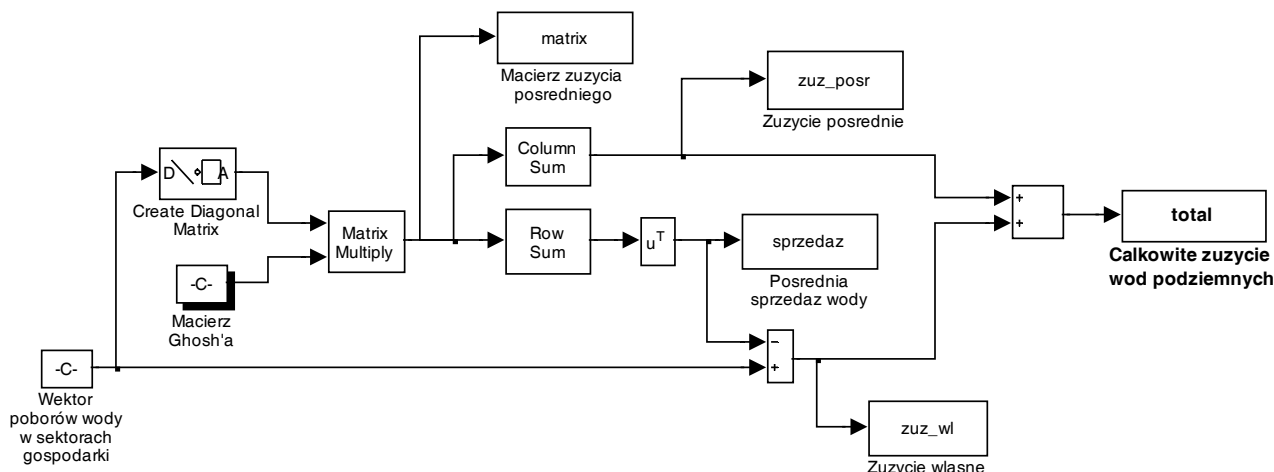 matrix
Macierz zuzycia
posredniego
zuz_posr
Zuzycie posrednie
Column
Sum
D
A
Create Diagonal
Matrix
Matrix
Multiply
Row
Sum
uT
sprzedaz
Posrednia
sprzedaz wody
+
+
total
Calkowite zuzycie
wod podziemnych
-C-
Macierz
Ghosh'a
−
+
-C-
Wektor
poborów wody
w sektorach
gospodarki
zuz_wl
Zuzycie wlasne